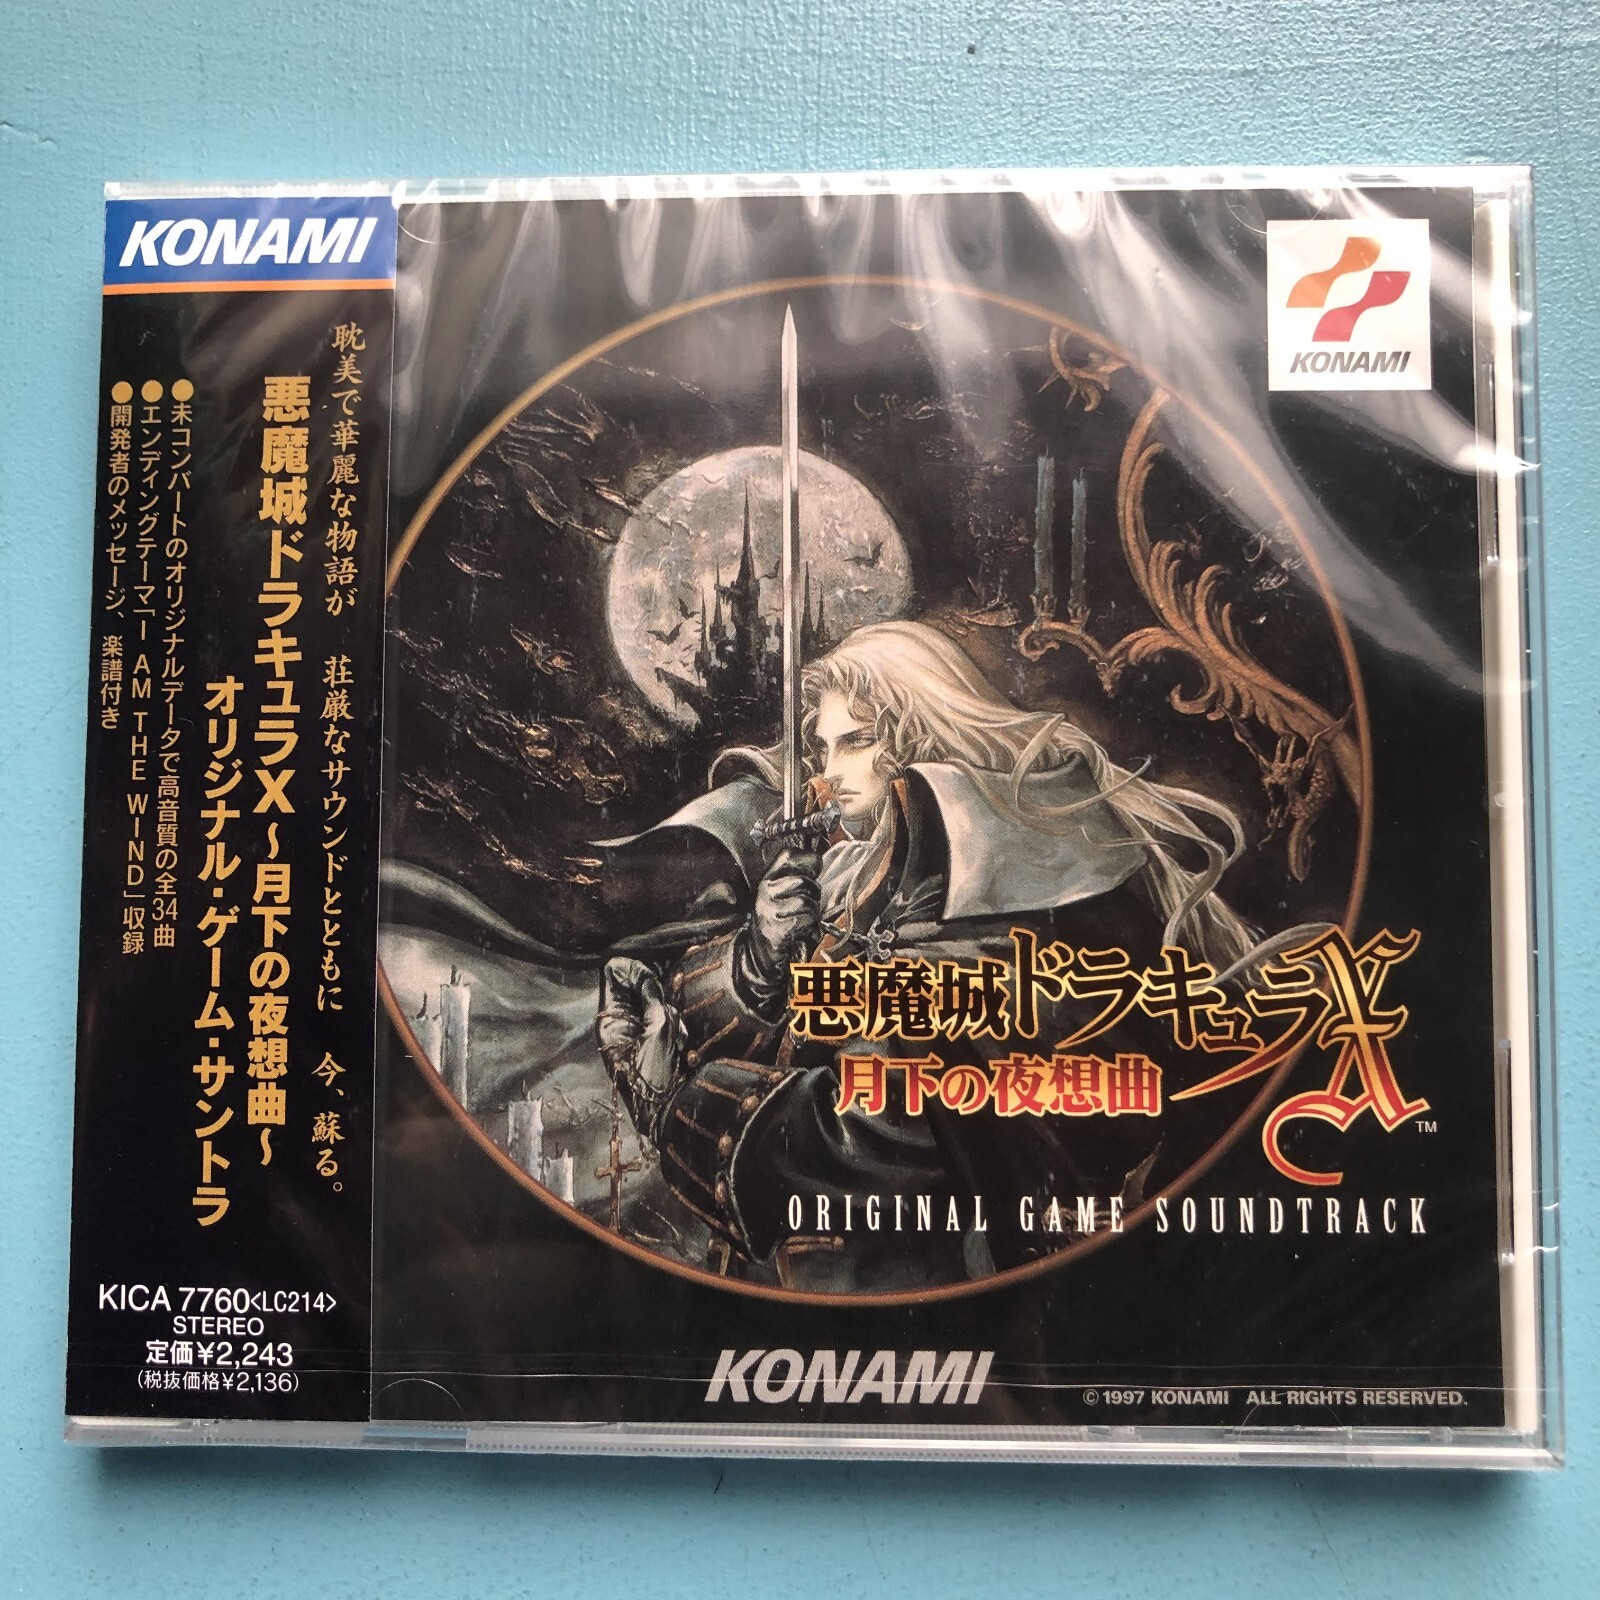 KONAMI
耽美で華麗な物語が 荘厳なサウンドとともに 今、蘇る。
悪魔城ドラキュラX～月下の夜想曲～
オリジナル・ゲーム・サントラ
●未コンバートのオリジナルデータで高音質の全34曲
●エンディングテーマ「I AM THE WIND」収録
●開発者のメッセージ、楽譜付き
KICA 7760<LC214>
STEREO
定価¥2,243
(税抜価格¥2,136)
KONAMI
悪魔城ドラキュラX
月下の夜想曲
TM
ORIGINAL GAME SOUNDTRACK
KONAMI
©1997 KONAMI ALL RIGHTS RESERVED.